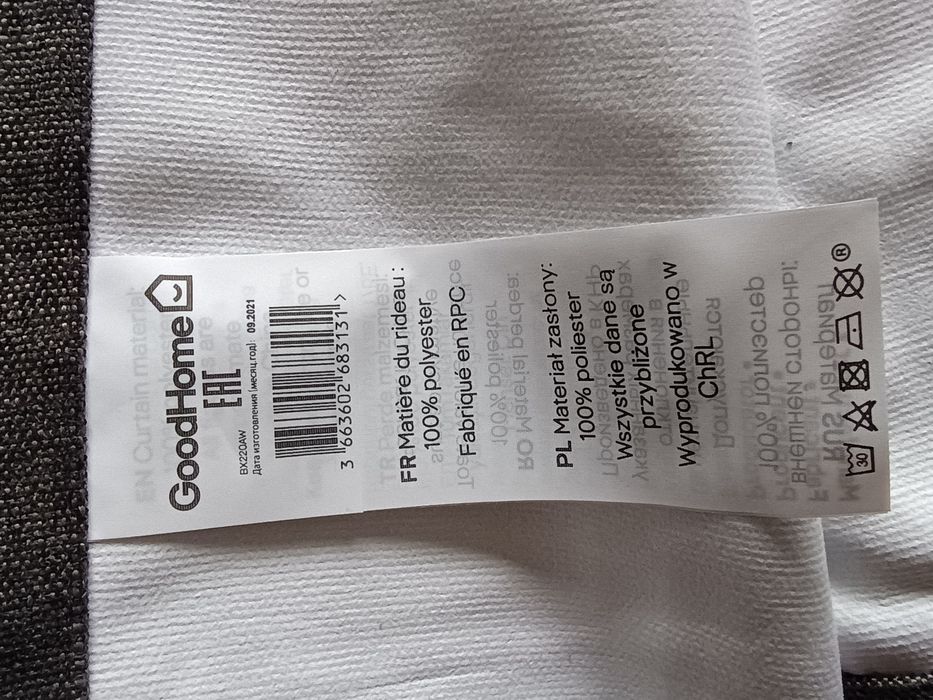 GoodHome
EAC
BX220AW
Дата изготовления (месяц.год): 09.2021
3 663602 683131 >
FR Matière du rideau :
100% polyester
Fabriqué en RPC
PL Materiał zasłony:
100% poliester
Wszystkie dane są
przybliżone
Wyprodukowano w
ChRL
30
®